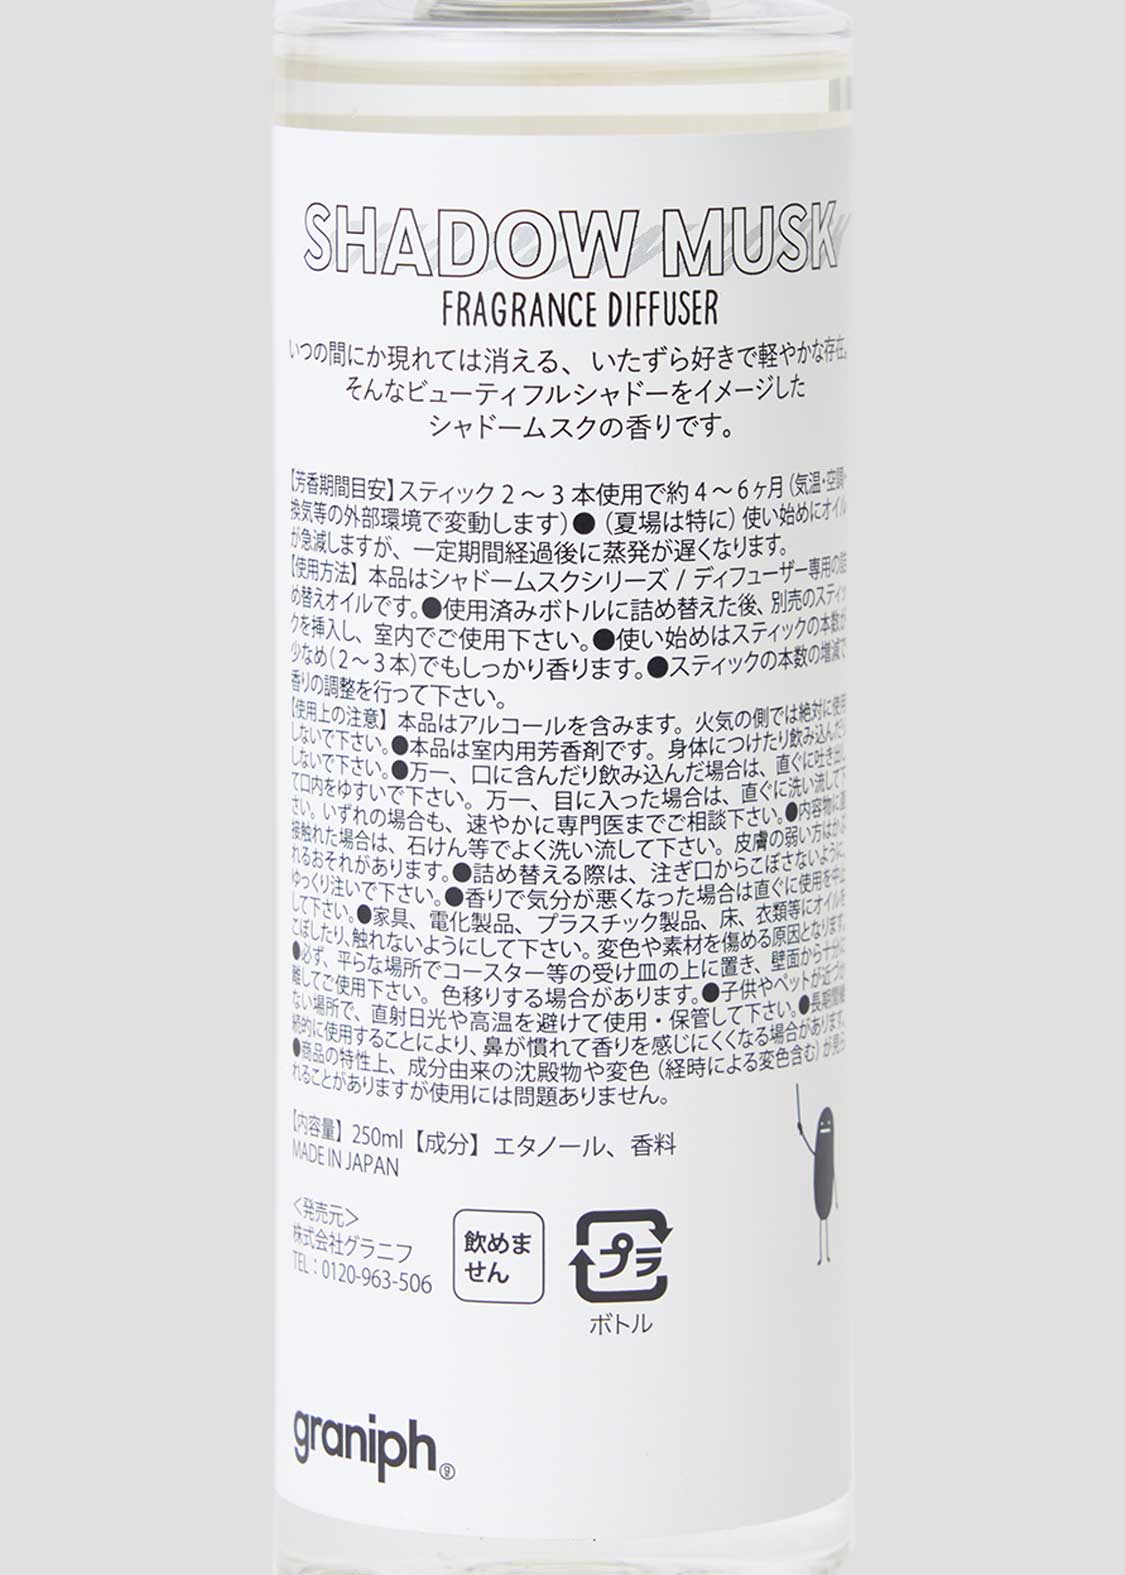 SHADOW MUSK
FRAGRANCE DIFFUSER
いつの間にか現れては消える、いたずら好きで軽やかな存在。
そんなビューティフルシャドーをイメージした
シャドームスクの香りです。
【芳香期間目安】スティック2～3本使用で約4～6ヶ月(気温・空調・
換気等の外部環境で変動します)●(夏場は特に)使い始めにオイル
が急減しますが、一定期間経過後に蒸発が遅くなります。
【使用方法】本品はシャドームスクシリーズ / ディフューザー専用の詰
め替えオイルです。●使用済みボトルに詰め替えた後、別売のスティッ
クを挿入し、室内でご使用下さい。●使い始めはスティックの本数が
少なめ(2～3本)でもしっかり香ります。●スティックの本数の増減で
香りの調整を行って下さい。
【使用上の注意】本品はアルコールを含みます。火気の側では絶対に使用
しないで下さい。●本品は室内用芳香剤です。身体につけたり飲み込んだり
しないで下さい。●万一、口に含んだり飲み込んだ場合は、直ぐに吐き出し
て口内をゆすいで下さい。万一、目に入った場合は、直ぐに洗い流して下
さい。いずれの場合も、速やかに専門医までご相談下さい。●内容物に直
接触れた場合は、石けん等でよく洗い流して下さい。皮膚の弱い方はかぶ
れるおそれがあります。●詰め替える際は、注ぎ口からこぼさないように、
ゆっくり注いで下さい。●香りで気分が悪くなった場合は直ぐに使用を中止
して下さい。●家具、電化製品、プラスチック製品、床、衣類等にオイルを
こぼしたり、触れないようにして下さい。変色や素材を傷める原因となります。
●必ず、平らな場所でコースター等の受け皿の上に置き、壁面から十分に
離してご使用下さい。色移りする場合があります。●子供やペットが近づか
ない場所で、直射日光や高温を避けて使用・保管して下さい。●長期間継
続的に使用することにより、鼻が慣れて香りを感じにくくなる場合があります。
●商品の特性上、成分由来の沈殿物や変色(経時による変色含む)が見ら
れることがありますが使用には問題ありません。
【内容量】250ml【成分】エタノール、香料
MADE IN JAPAN
＜発売元＞
株式会社グラニフ
TEL：0120-963-506
飲めま
せん
プラ
ボトル
graniph